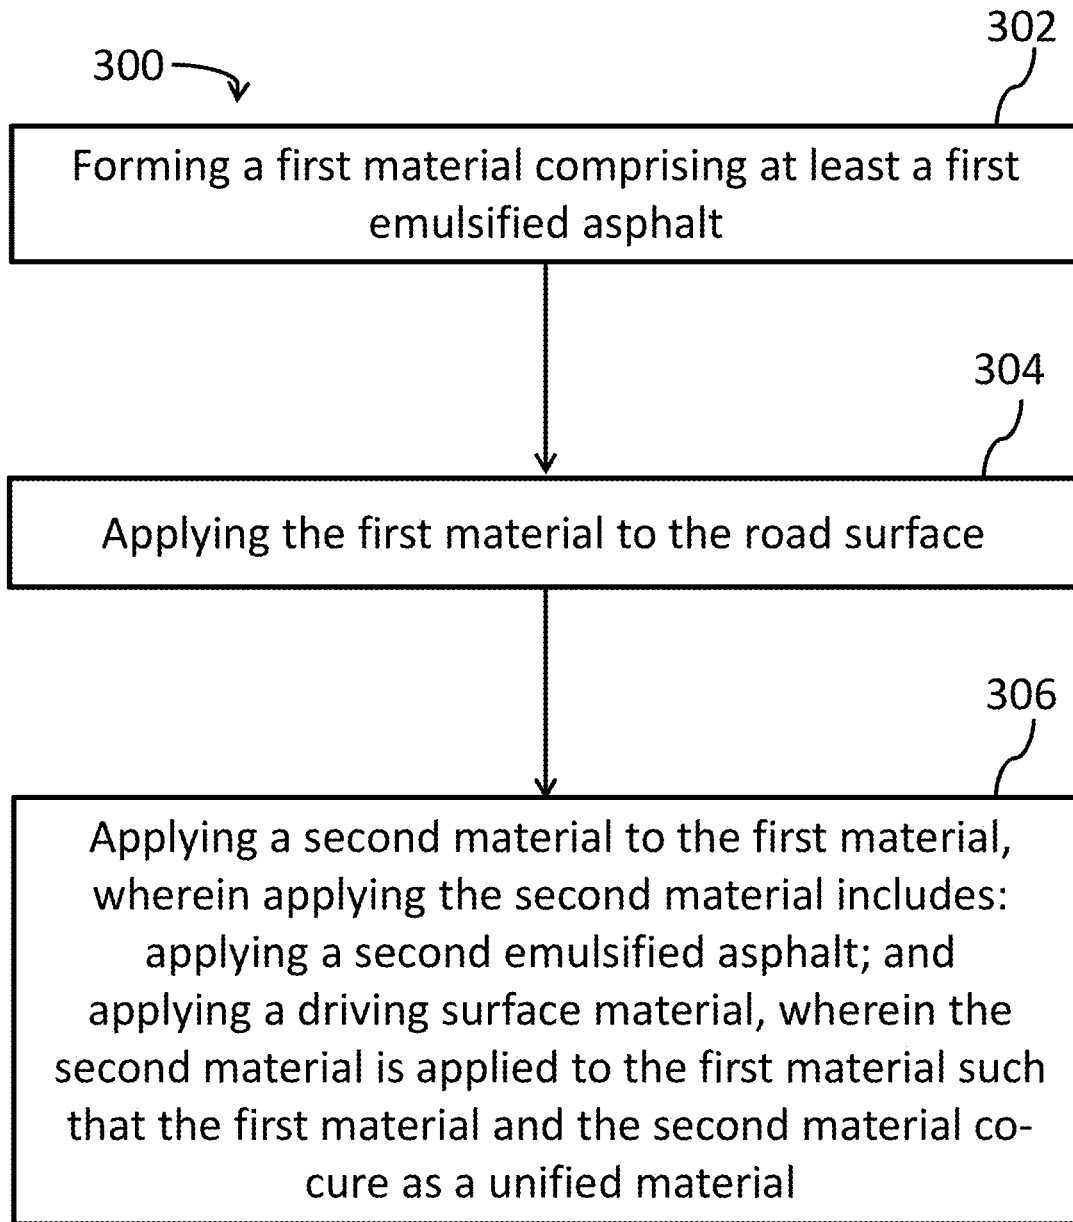 302
300
Forming a first material comprising at least a first
emulsified asphalt
304
Applying the first material to the road surface
306
Applying a second material to the first material,
wherein applying the second material includes:
applying a second emulsified asphalt; and
applying a driving surface material, wherein the
second material is applied to the first material such
that the first material and the second material co-
cure as a unified material